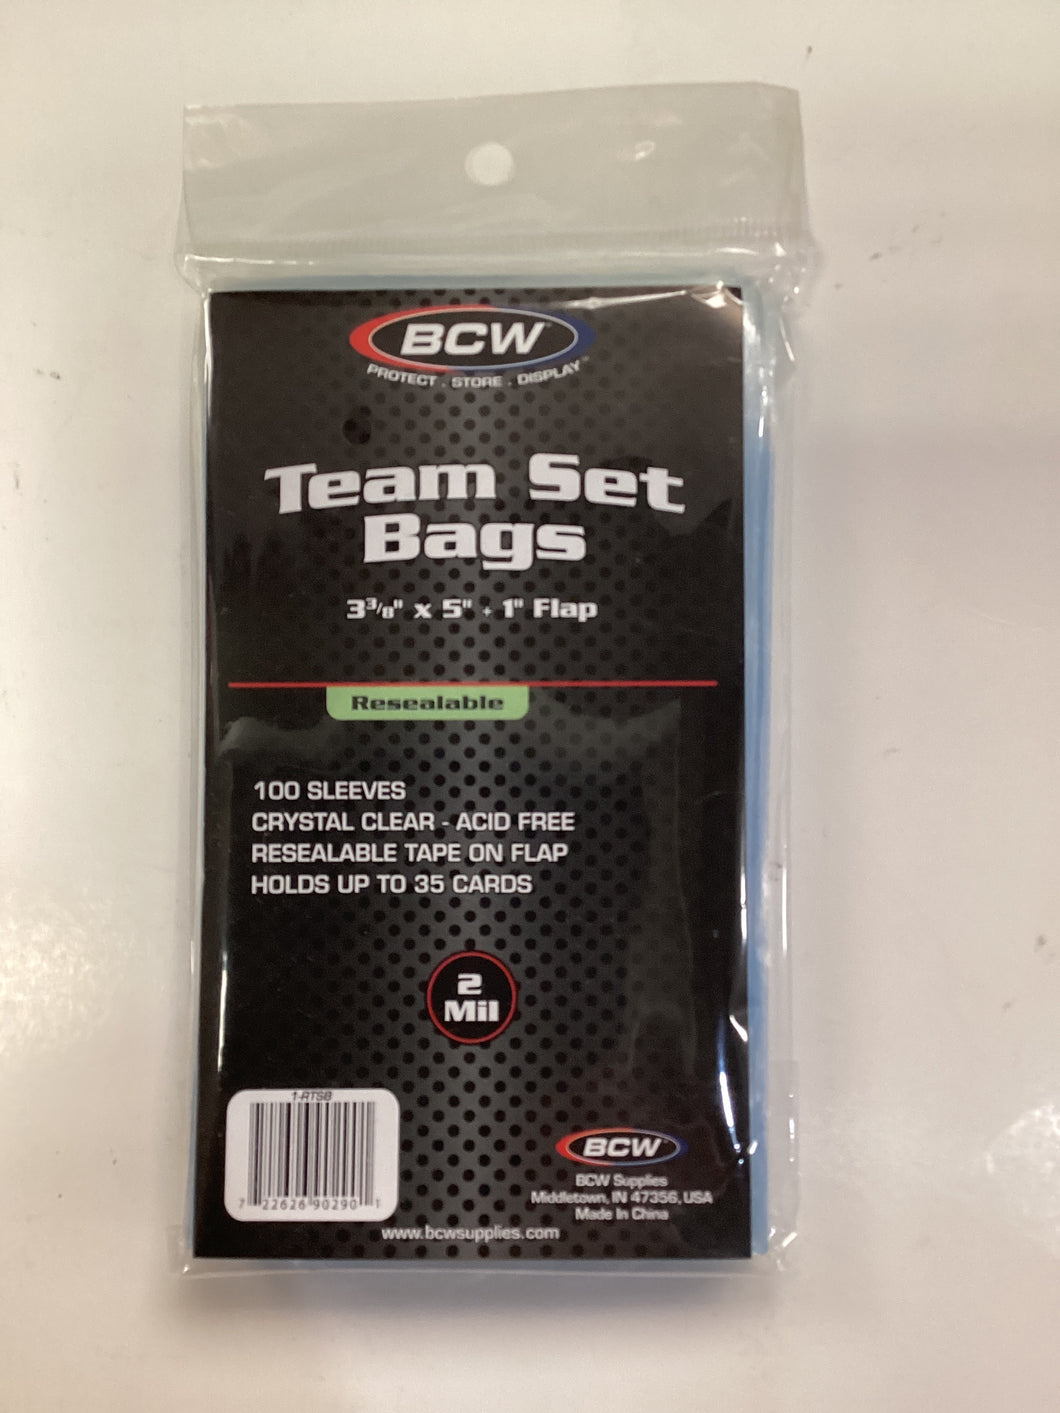 BCW
PROTECT . STORE . DISPLAY™
Team Set
Bags
3 3/8" x 5" + 1" Flap
Resealable
100 SLEEVES
CRYSTAL CLEAR - ACID FREE
RESEALABLE TAPE ON FLAP
HOLDS UP TO 35 CARDS
2
Mil
1-RTSB
7 22626 90290 1
BCW
BCW Supplies
Middletown, IN 47356, USA
Made In China
www.bcwsupplies.com